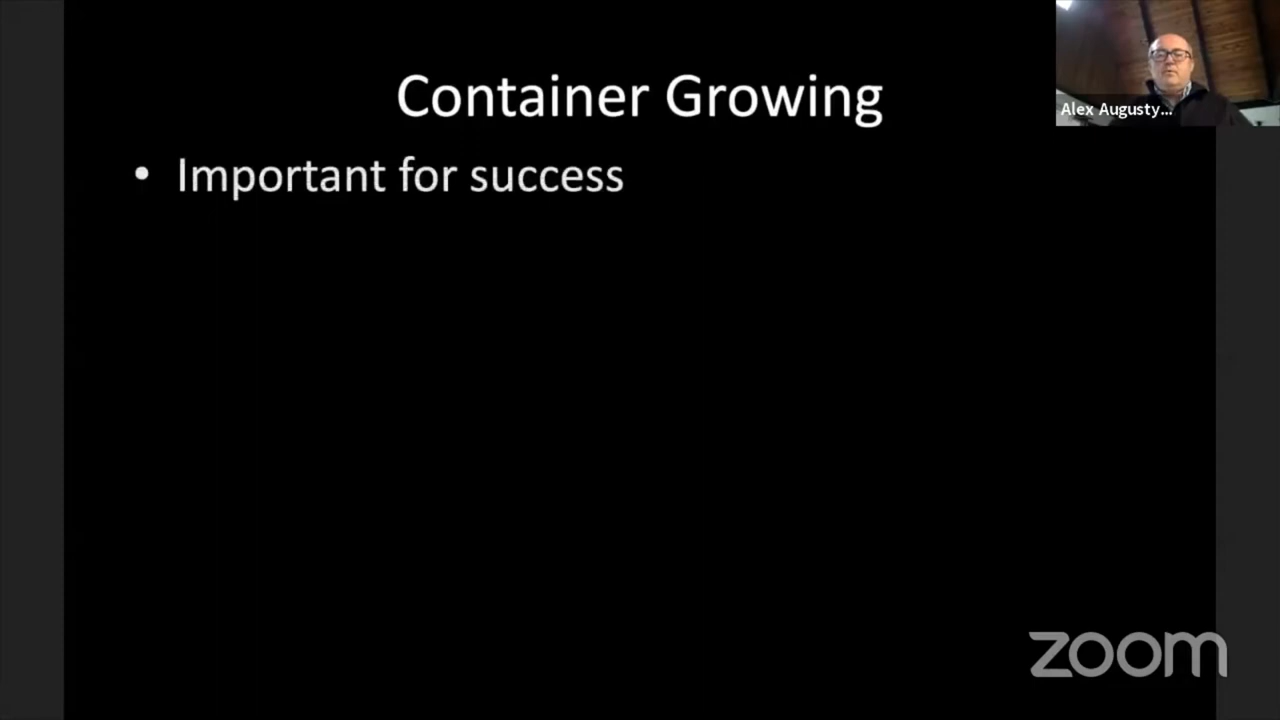 Container Growing
Alex Augusty...
• Important for success
zoom